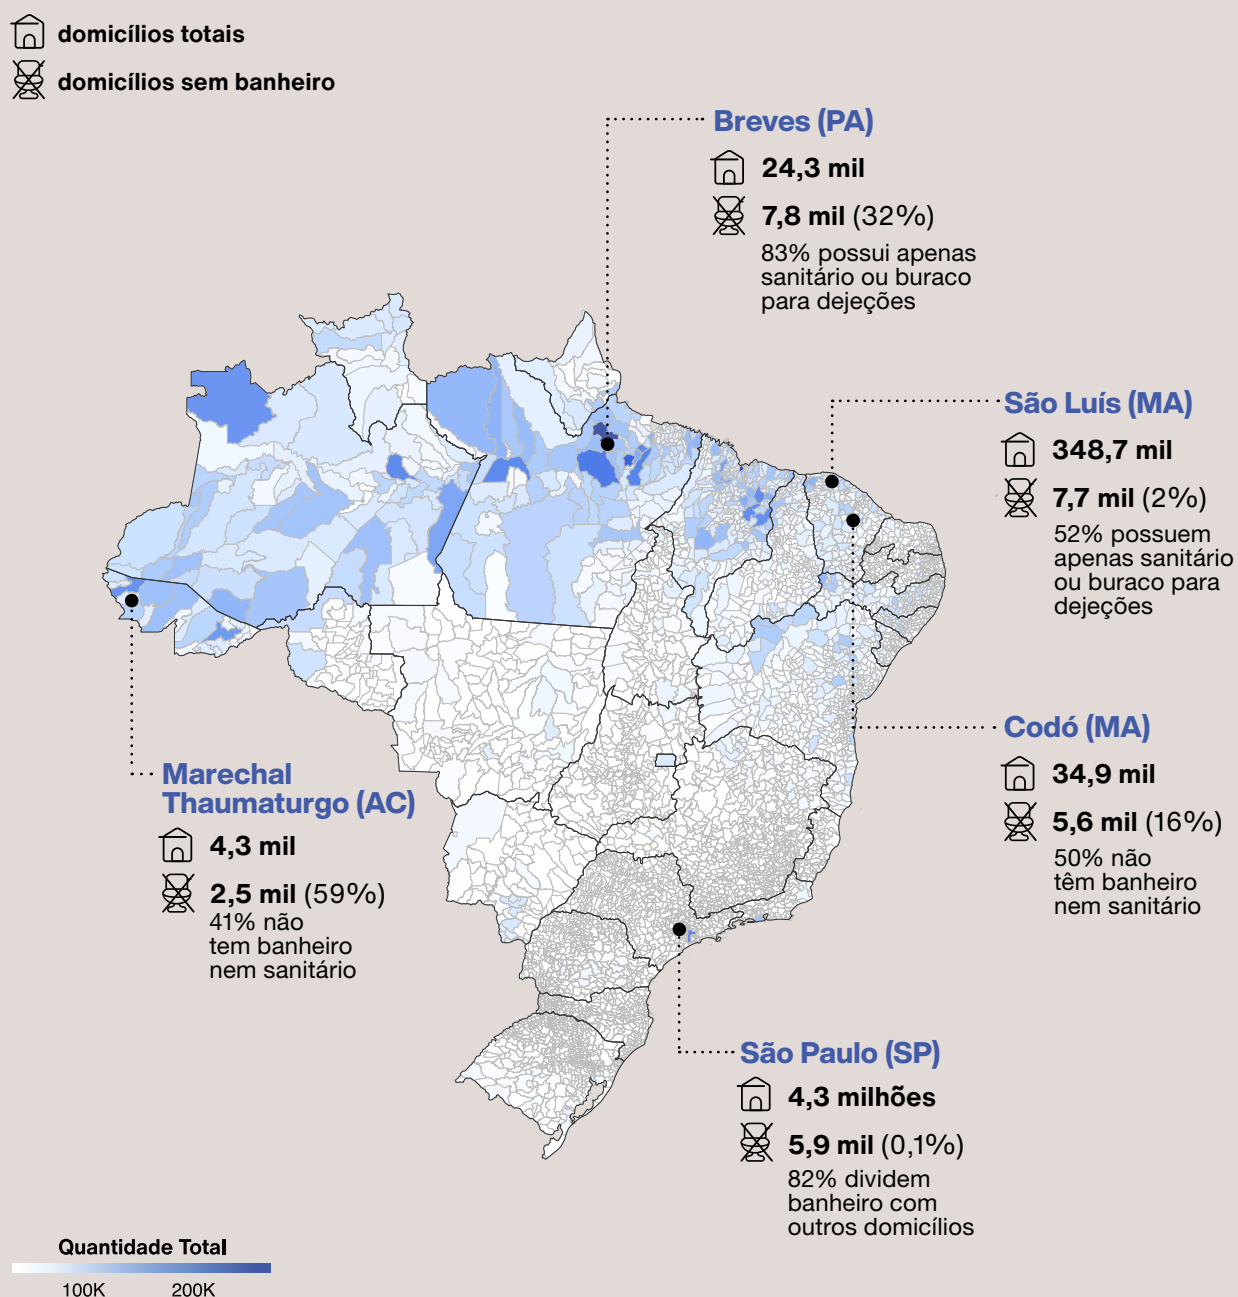 domicílios totais
domicílios sem banheiro
Breves (PA)
24,3 mil
7,8 mil (32%)
83% possui apenas
sanitário ou buraco
para dejeções
São Luís (MA)
348,7 mil
7,7 mil (2%)
52% possuem
apenas sanitário
ou buraco para
dejeções
Codó (MA)
34,9 mil
5,6 mil (16%)
50% não
têm banheiro
nem sanitário
Marechal
Thaumaturgo (AC)
4,3 mil
2,5 mil (59%)
41% não
tem banheiro
nem sanitário
São Paulo (SP)
4,3 milhões
5,9 mil (0,1%)
82% dividem
banheiro com
outros domicílios
Quantidade Total
100K 200K